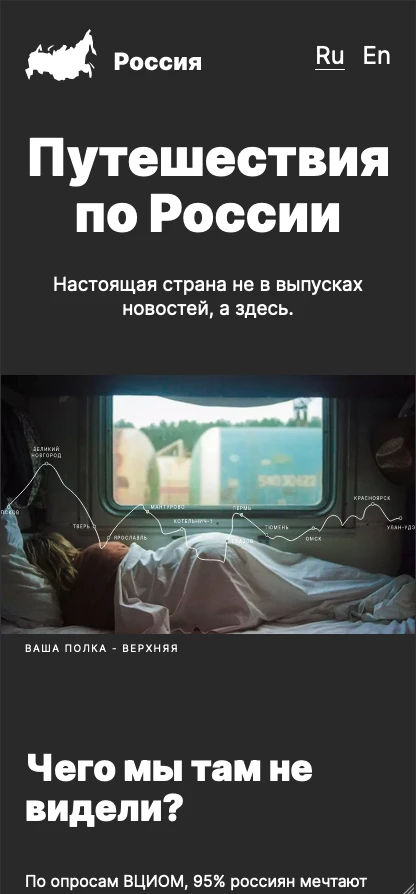 Россия
Ru En
Путешествия
по России
Настоящая страна не в выпусках
новостей, а здесь.
5403 0622
ВЕЛИКИЙ
НОВГОРОД
ПСКОВ
ТВЕРЬ
ЯРОСЛАВЛЬ
МАНТУРОВО
КОТЕЛЬНИЧ-1
ПЕРМЬ
ТЮМЕНЬ
ОМСК
КРАСНОЯРСК
УЛАН-УДЭ
ВАША ПОЛКА - ВЕРХНЯЯ
Чего мы там не
видели?
По опросам ВЦИОМ, 95% россиян мечтают